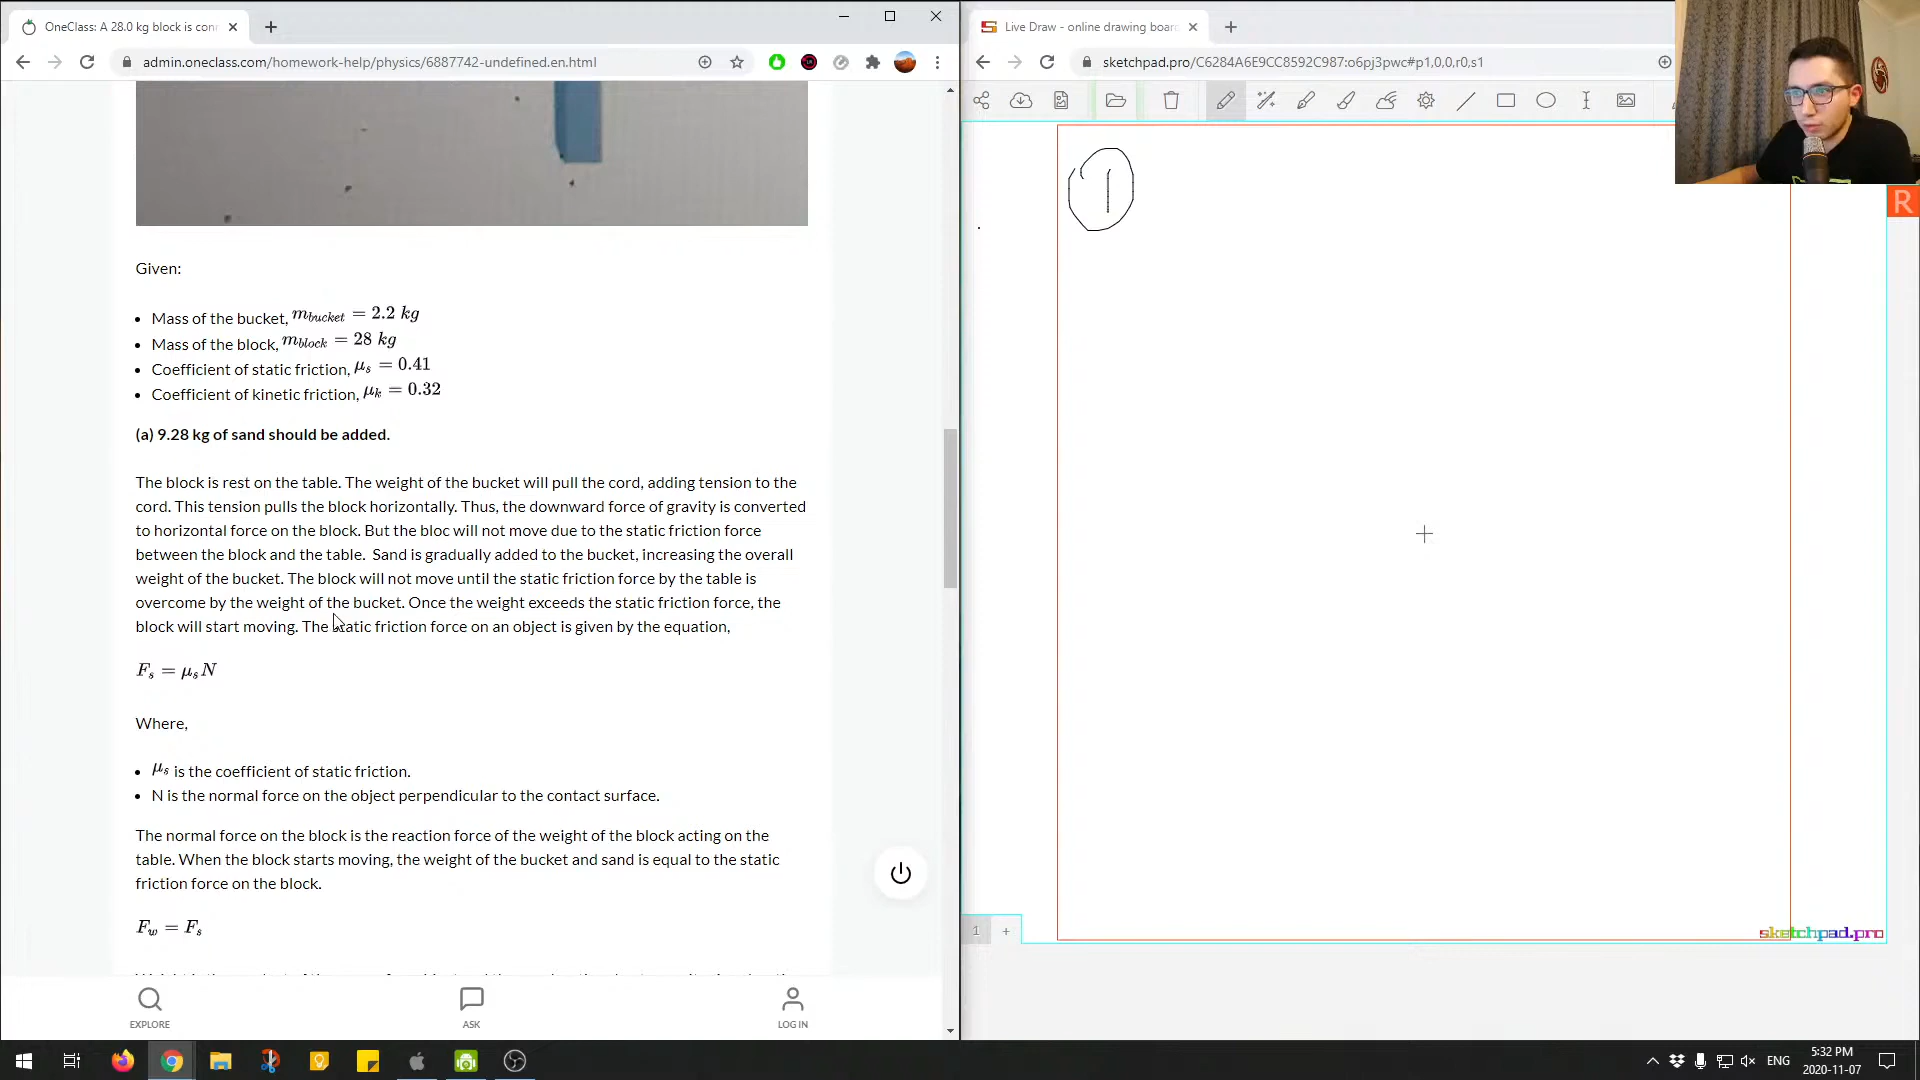 OneClass: A 28.0 kg block is conn
admin.oneclass.com/homework-help/physics/6887742-undefined.en.html
Given:
• Mass of the bucket, m_bucket = 2.2 kg
• Mass of the block, m_block = 28 kg
• Coefficient of static friction, μ_s = 0.41
• Coefficient of kinetic friction, μ_k = 0.32
(a) 9.28 kg of sand should be added.
The block is rest on the table. The weight of the bucket will pull the cord, adding tension to the
cord. This tension pulls the block horizontally. Thus, the downward force of gravity is converted
to horizontal force on the block. But the bloc will not move due to the static friction force
between the block and the table. Sand is gradually added to the bucket, increasing the overall
weight of the bucket. The block will not move until the static friction force by the table is
overcome by the weight of the bucket. Once the weight exceeds the static friction force, the
block will start moving. The static friction force on an object is given by the equation,
F_s = μ_s N
Where,
• μ_s is the coefficient of static friction.
• N is the normal force on the object perpendicular to the contact surface.
The normal force on the block is the reaction force of the weight of the block acting on the
table. When the block starts moving, the weight of the bucket and sand is equal to the static
friction force on the block.
F_w = F_s
EXPLORE
ASK
LOG IN
Live Draw - online drawing board
sketchpad.pro/C6284A6E9CC8592C987:o6pj3pwc#p1,0,0,r0,s1
R
1
1 +
sketchpad.pro
ENG
5:32 PM
2020-11-07